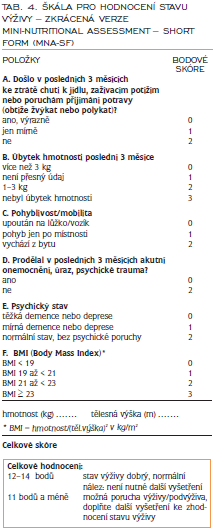 TAB. 4. ŠKÁLA PRO HODNOCENÍ STAVU
VÝŽIVY – ZKRÁCENÁ VERZE
MINI-NUTRITIONAL ASSESSMENT – SHORT
FORM (MNA-SF)
POLOŽKY BODOVÉ
SKÓRE
A. Došlo v posledních 3 měsících
ke ztrátě chuti k jídlu, zažívacím potížím
nebo poruchám přijímání potravy
(obtíže žvýkat nebo polykat)?
ano, výrazně 0
jen mírně 1
ne 2
B. Úbytek hmotnosti poslední 3 měsíce
více než 3 kg 0
není přesný údaj 1
1–3 kg 2
nebyl úbytek hmotnosti 3
C. Pohyblivost/mobilita
upoután na lůžko/vozík 0
pohyb jen po místnosti 1
vychází z bytu 2
D. Prodělal v posledních 3 měsících akutní
onemocnění, úraz, psychické trauma?
ano 0
ne 2
E. Psychický stav
těžká demence nebo deprese 0
mírná demence nebo deprese 1
normální stav, bez psychické poruchy 2
F. BMI (Body Mass Index)*
BMI < 19 0
BMI 19 až < 21 1
BMI 21 až < 23 2
BMI ≥ 23 3
hmotnost (kg) ....... tělesná výška (m) .......
* BMI = hmotnost/(těl.výška)² v kg/m²
Celkové skóre
Celkové hodnocení:
12–14 bodů stav výživy dobrý, normální
nález: není nutné další vyšetření
11 bodů a méně možná porucha výživy/podvýživa,
doplňte další vyšetření ke zhod-
nocení stavu výživy